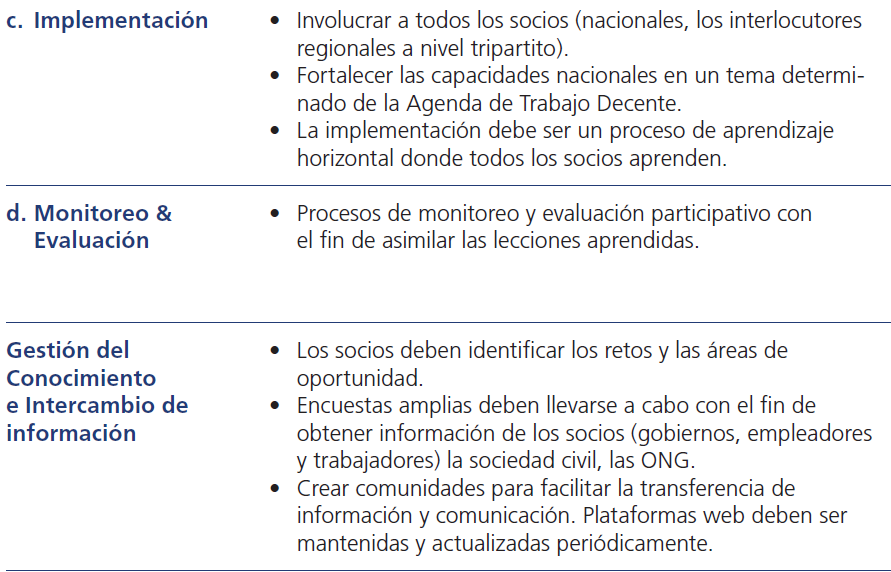 c. Implementación
• Involucrar a todos los socios (nacionales, los interlocutores
regionales a nivel tripartito).
• Fortalecer las capacidades nacionales en un tema determi-
nado de la Agenda de Trabajo Decente.
• La implementación debe ser un proceso de aprendizaje
horizontal donde todos los socios aprenden.
d. Monitoreo &
Evaluación
• Procesos de monitoreo y evaluación participativo con
el fin de asimilar las lecciones aprendidas.
Gestión del
Conocimiento
e Intercambio de
información
• Los socios deben identificar los retos y las áreas de
oportunidad.
• Encuestas amplias deben llevarse a cabo con el fin de
obtener información de los socios (gobiernos, empleadores
y trabajadores) la sociedad civil, las ONG.
• Crear comunidades para facilitar la transferencia de
información y comunicación. Plataformas web deben ser
mantenidas y actualizadas periódicamente.